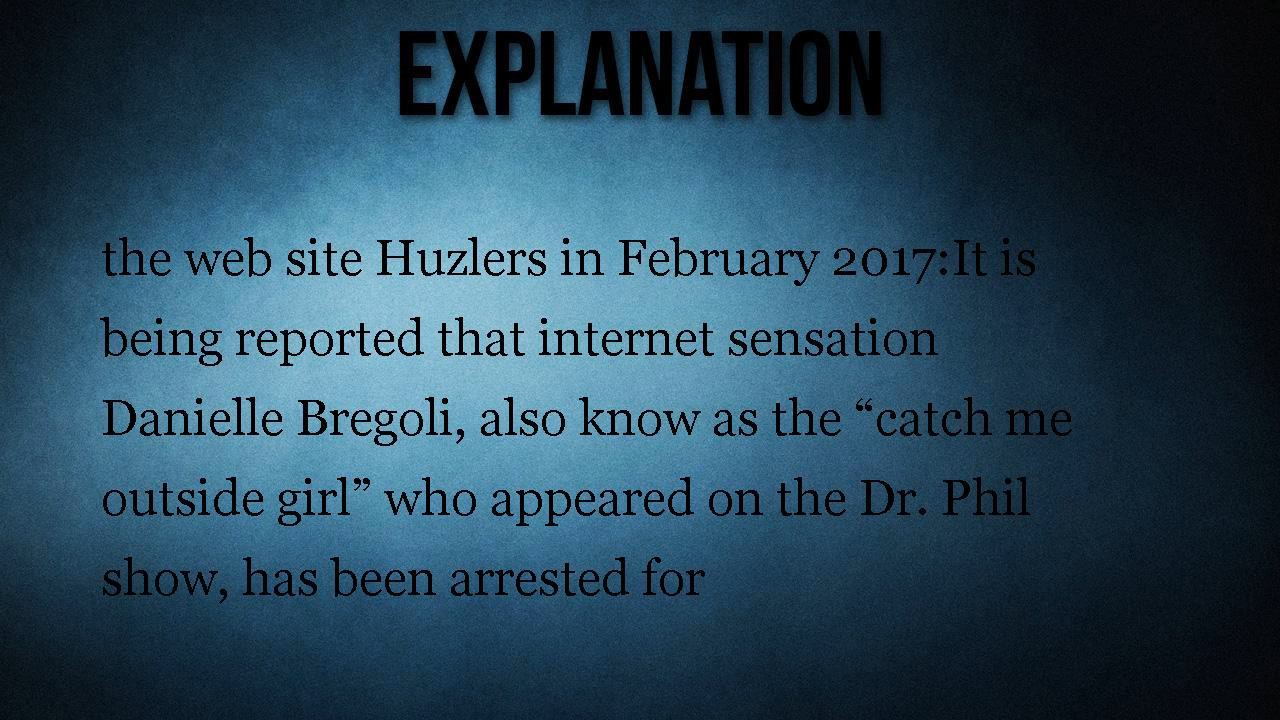 EXPLANATION
the web site Huzlers in February 2017:It is
being reported that internet sensation
Danielle Bregoli, also know as the “catch me
outside girl” who appeared on the Dr. Phil
show, has been arrested for